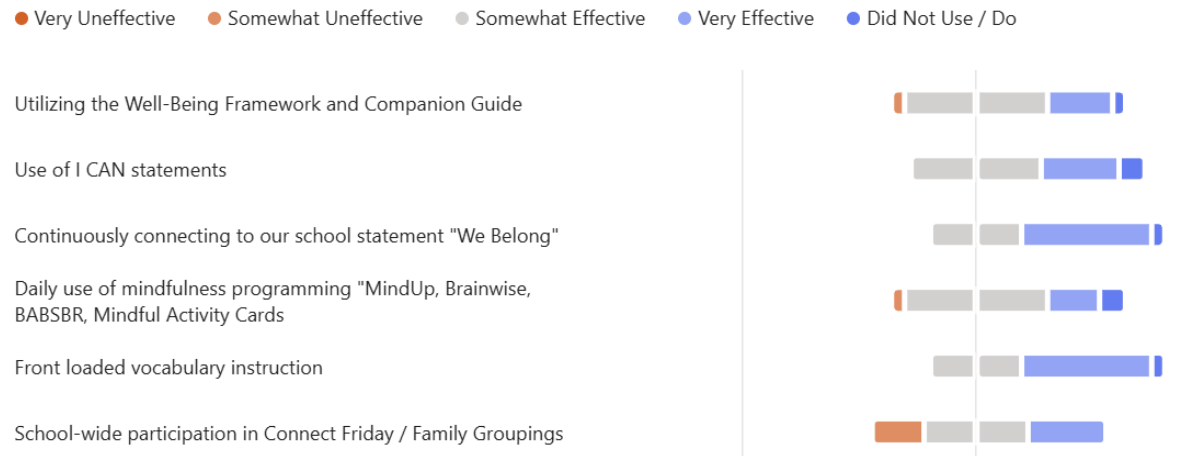 Very Uneffective Somewhat Uneffective Somewhat Effective Very Effective Did Not Use / Do
Utilizing the Well-Being Framework and Companion Guide
Use of I CAN statements
Continuously connecting to our school statement "We Belong"
Daily use of mindfulness programming "MindUp, Brainwise,
BABSBR, Mindful Activity Cards
Front loaded vocabulary instruction
School-wide participation in Connect Friday / Family Groupings